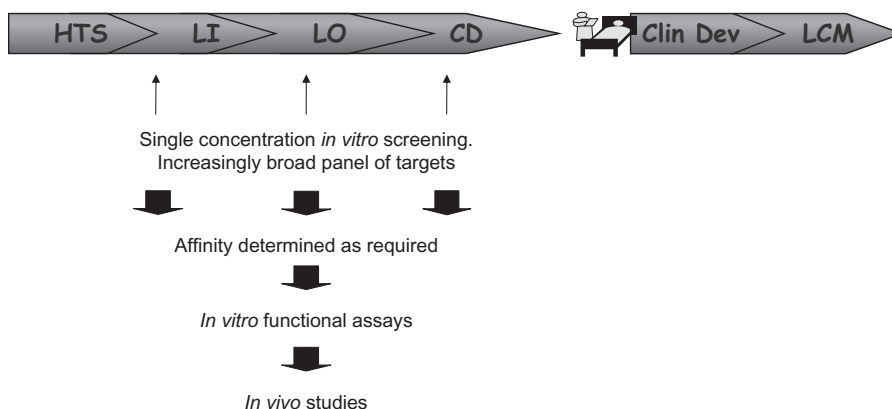 HTS LI LO CD Clin Dev LCM
Single concentration in vitro screening.
Increasingly broad panel of targets
Affinity determined as required
In vitro functional assays
In vivo studies